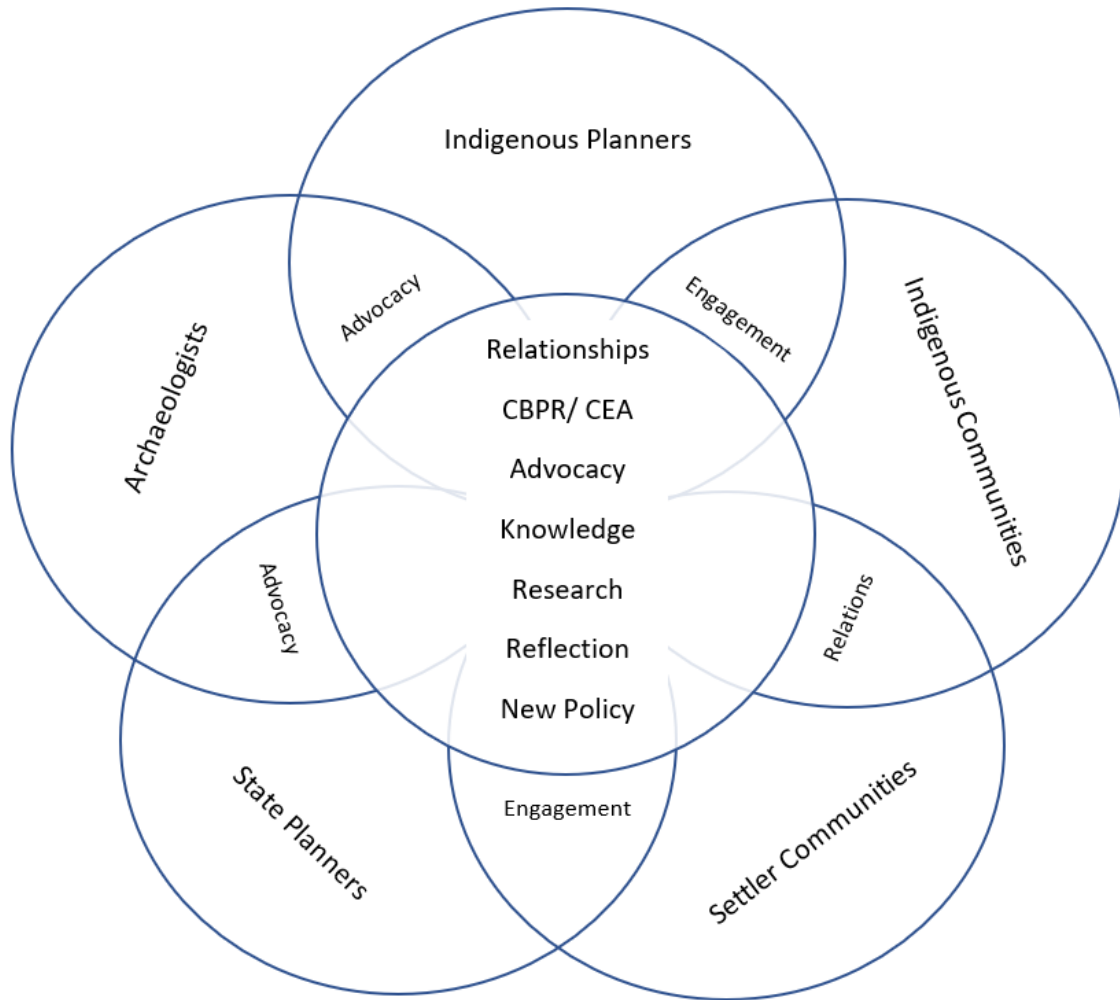 Indigenous Planners
Advocacy
Engagement
Archaeologists
Indigenous Communities
Relationships
CBPR/ CEA
Advocacy
Knowledge
Research
Reflection
New Policy
Advocacy
Relations
State Planners
Engagement
Settler Communities